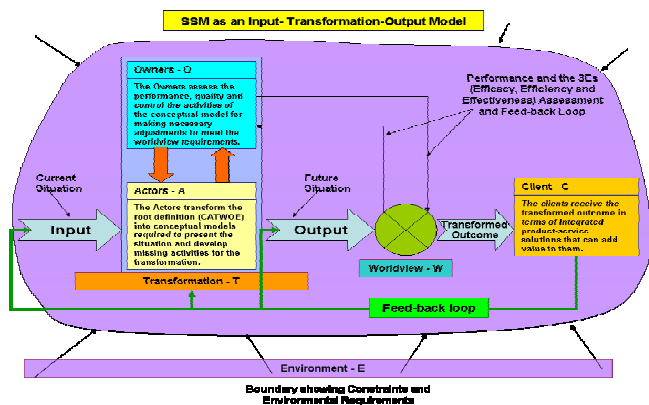 SSM as an Input- Transformation-Output Model
Owners - O
The Owners assess the
performance, quality and
control the activities of
the conceptual model for
making necessary
adjustments to meet the
worldview requirements.
Performance and the 3Es
(Efficacy, Efficiency and
Effectiveness) Assessment
and Feed-back Loop
Current
Situation
Actors - A
The Actors transform the
root definition (CATWOE)
into conceptual models
required to present the
situation and develop
missing activities for the
transformation.
Future
Situation
Client - C
The clients receive the
transformed outcome in
terms of Integrated
product-service
solutions that can add
value to them.
Input
Output
Transformed
Outcome
Worldview - W
Transformation - T
Feed-back loop
Environment - E
Boundary showing Constraints and
Environmental Requirements